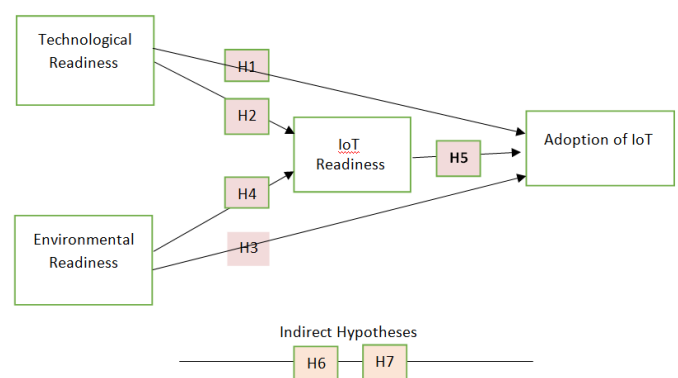 Technological
Readiness
H1
H2
IoT
Readiness
H5
Adoption of IoT
H4
Environmental
Readiness
H3
Indirect Hypotheses
H6
H7